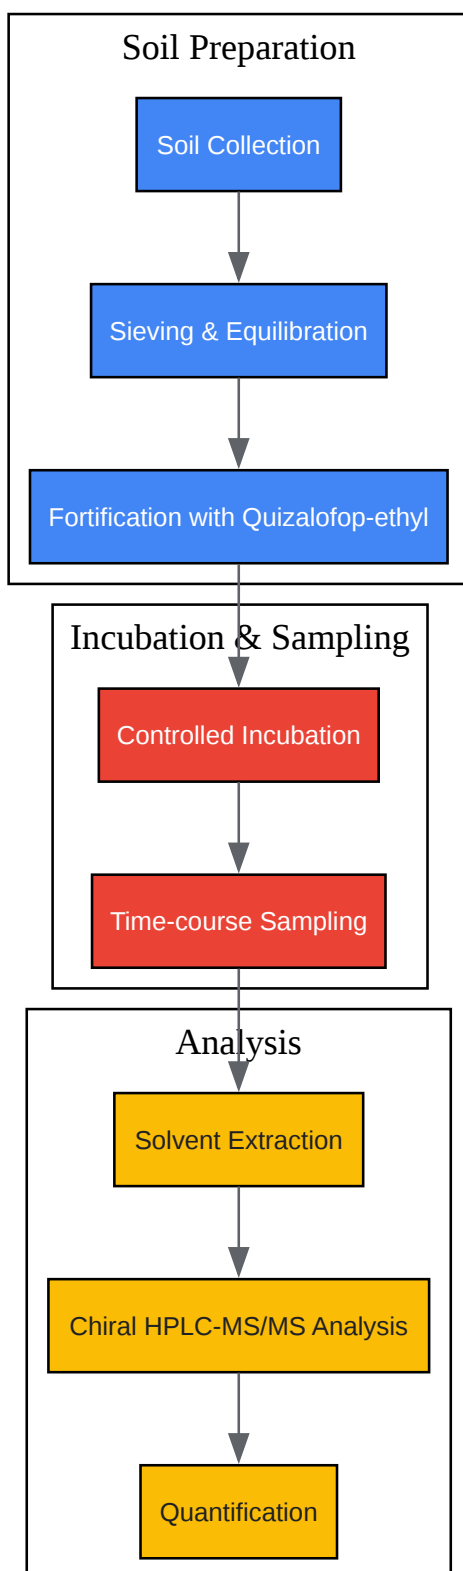 Soil Preparation
Soil Collection
Sieving & Equilibration
Fortification with Quizalofop-ethyl
Incubation & Sampling
Controlled Incubation
Time-course Sampling
Analysis
Solvent Extraction
Chiral HPLC-MS/MS Analysis
Quantification